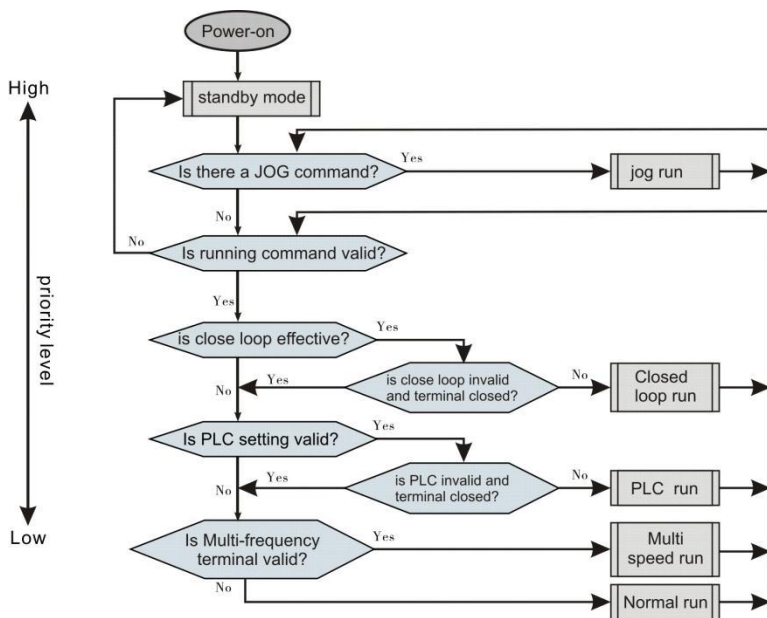 Power-on
High
standby mode
Is there a JOG command?
Yes
jog run
No
Is running command valid?
No
Yes
priority level
is close loop effective?
Yes
is close loop invalid
and terminal closed?
Yes
No
Closed
loop run
No
Is PLC setting valid?
Yes
is PLC invalid and
terminal closed?
Yes
No
PLC run
No
Low
Is Multi-frequency
terminal valid?
Yes
Multi
speed run
No
Normal run